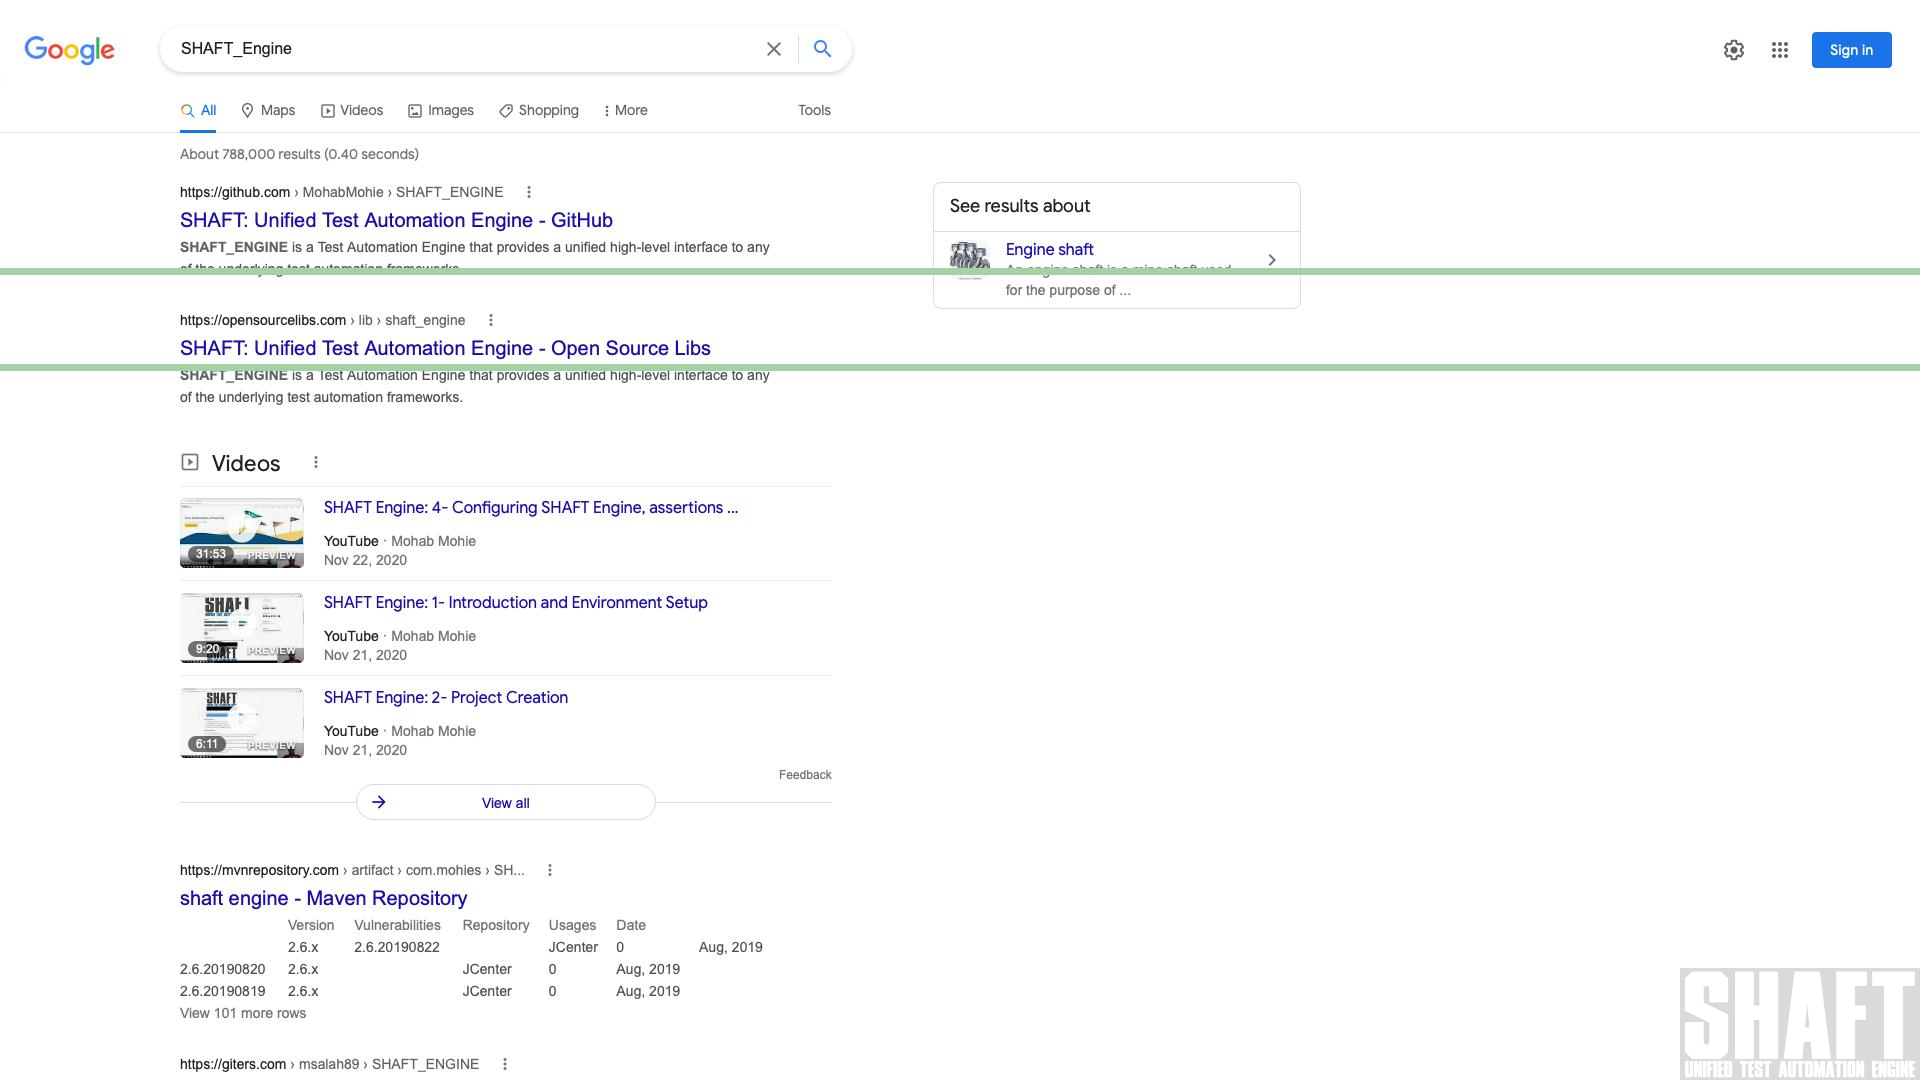 Google
SHAFT_Engine
Sign in
All
Maps
Videos
Images
Shopping
More
Tools
About 788,000 results (0.40 seconds)
https://github.com › MohabMohie › SHAFT_ENGINE
SHAFT: Unified Test Automation Engine - GitHub
SHAFT_ENGINE is a Test Automation Engine that provides a unified high-level interface to any
of the underlying test automation frameworks.
See results about
Engine shaft
An engine shaft is a mine shaft used
for the purpose of ...
https://opensourcelibs.com › lib › shaft_engine
SHAFT: Unified Test Automation Engine - Open Source Libs
SHAFT_ENGINE is a Test Automation Engine that provides a unified high-level interface to any
of the underlying test automation frameworks.
Videos
SHAFT Engine: 4- Configuring SHAFT Engine, assertions ...
YouTube · Mohab Mohie
Nov 22, 2020
31:53
PREVIEW
SHAFT Engine: 1- Introduction and Environment Setup
YouTube · Mohab Mohie
Nov 21, 2020
SHAFT
9:20
PREVIEW
SHAFT Engine: 2- Project Creation
YouTube · Mohab Mohie
Nov 21, 2020
SHAFT
6:11
PREVIEW
Feedback
View all
https://mvnrepository.com › artifact › com.mohies › SH...
shaft engine - Maven Repository
Version Vulnerabilities Repository Usages Date
2.6.x 2.6.20190822 JCenter 0 Aug, 2019
2.6.20190820 2.6.x JCenter 0 Aug, 2019
2.6.20190819 2.6.x JCenter 0 Aug, 2019
View 101 more rows
https://giters.com › msalah89 › SHAFT_ENGINE
SHAFT
UNIFIED TEST AUTOMATION ENGINE